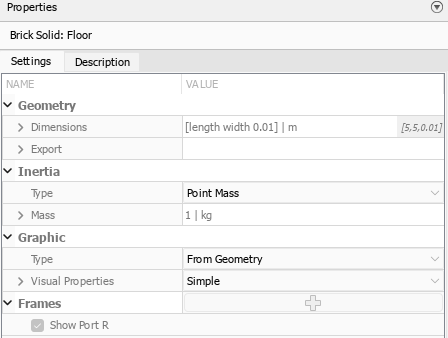 Properties
Brick Solid: Floor
Settings Description
NAME VALUE
Geometry
Dimensions [length width 0.01] | m [5,5,0.01]
Export
Inertia
Type Point Mass
Mass 1 | kg
Graphic
Type From Geometry
Visual Properties Simple
Frames
Show Port R